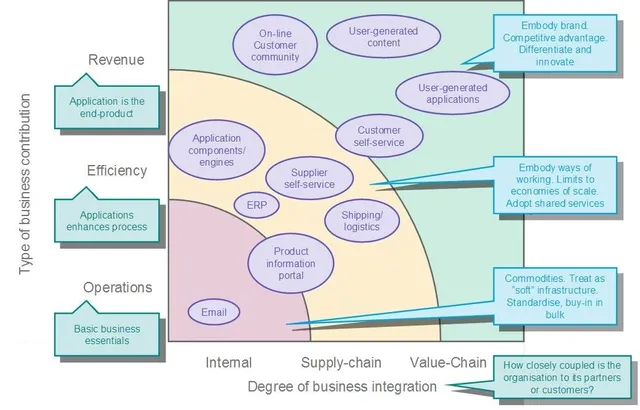 On-line
Customer
community
User-generated
content
Embody brand.
Competitive advantage.
Differentiate and
innovate
Revenue
Application is the
end-product
User-generated
applications
Customer
self-service
Application
components/
engines
Efficiency
Supplier
self-service
Embody ways of
working. Limits to
economies of scale.
Adopt shared services
ERP
Applications
enhances process
Shipping/
logistics
Type of business contribution
Product
information
portal
Operations
Commodities. Treat as
"soft" infrastructure.
Standardise, buy-in in
bulk
Email
Basic business
essentials
Internal
Supply-chain
Value-Chain
Degree of business integration
How closely coupled is the
organisation to its partners
or customers?